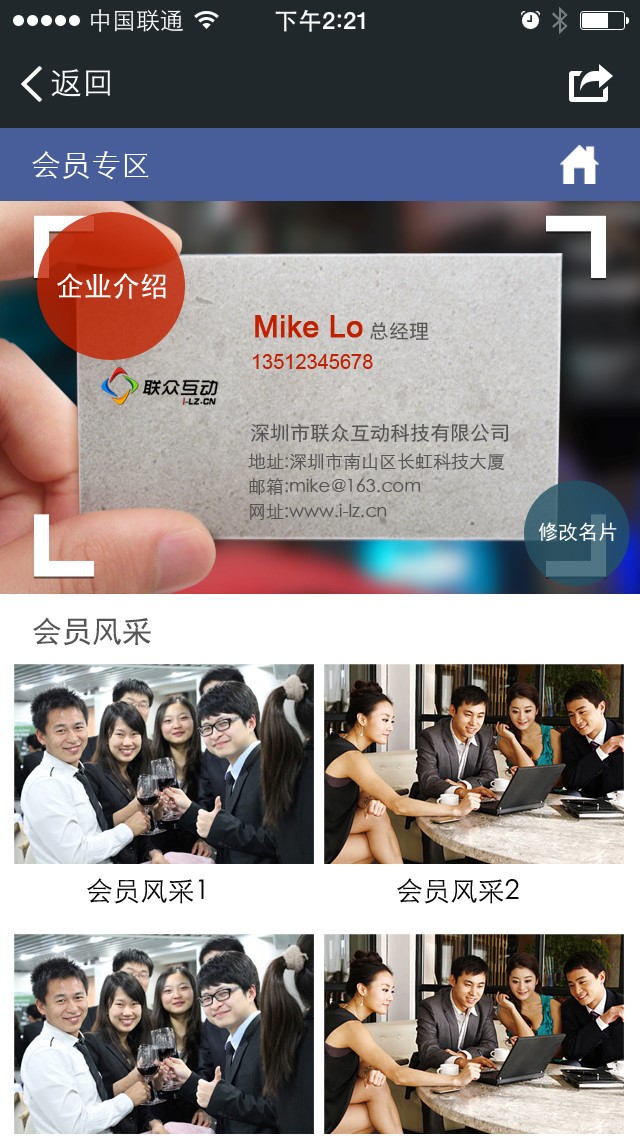 中国联通
下午2:21
返回
会员专区
企业介绍
Mike Lo 总经理
13512345678
联众互动
i-LZ.CN
深圳市联众互动科技有限公司
地址:深圳市南山区长虹科技大厦
邮箱:mike@163.com
网址:www.i-lz.cn
修改名片
会员风采
会员风采1
会员风采2